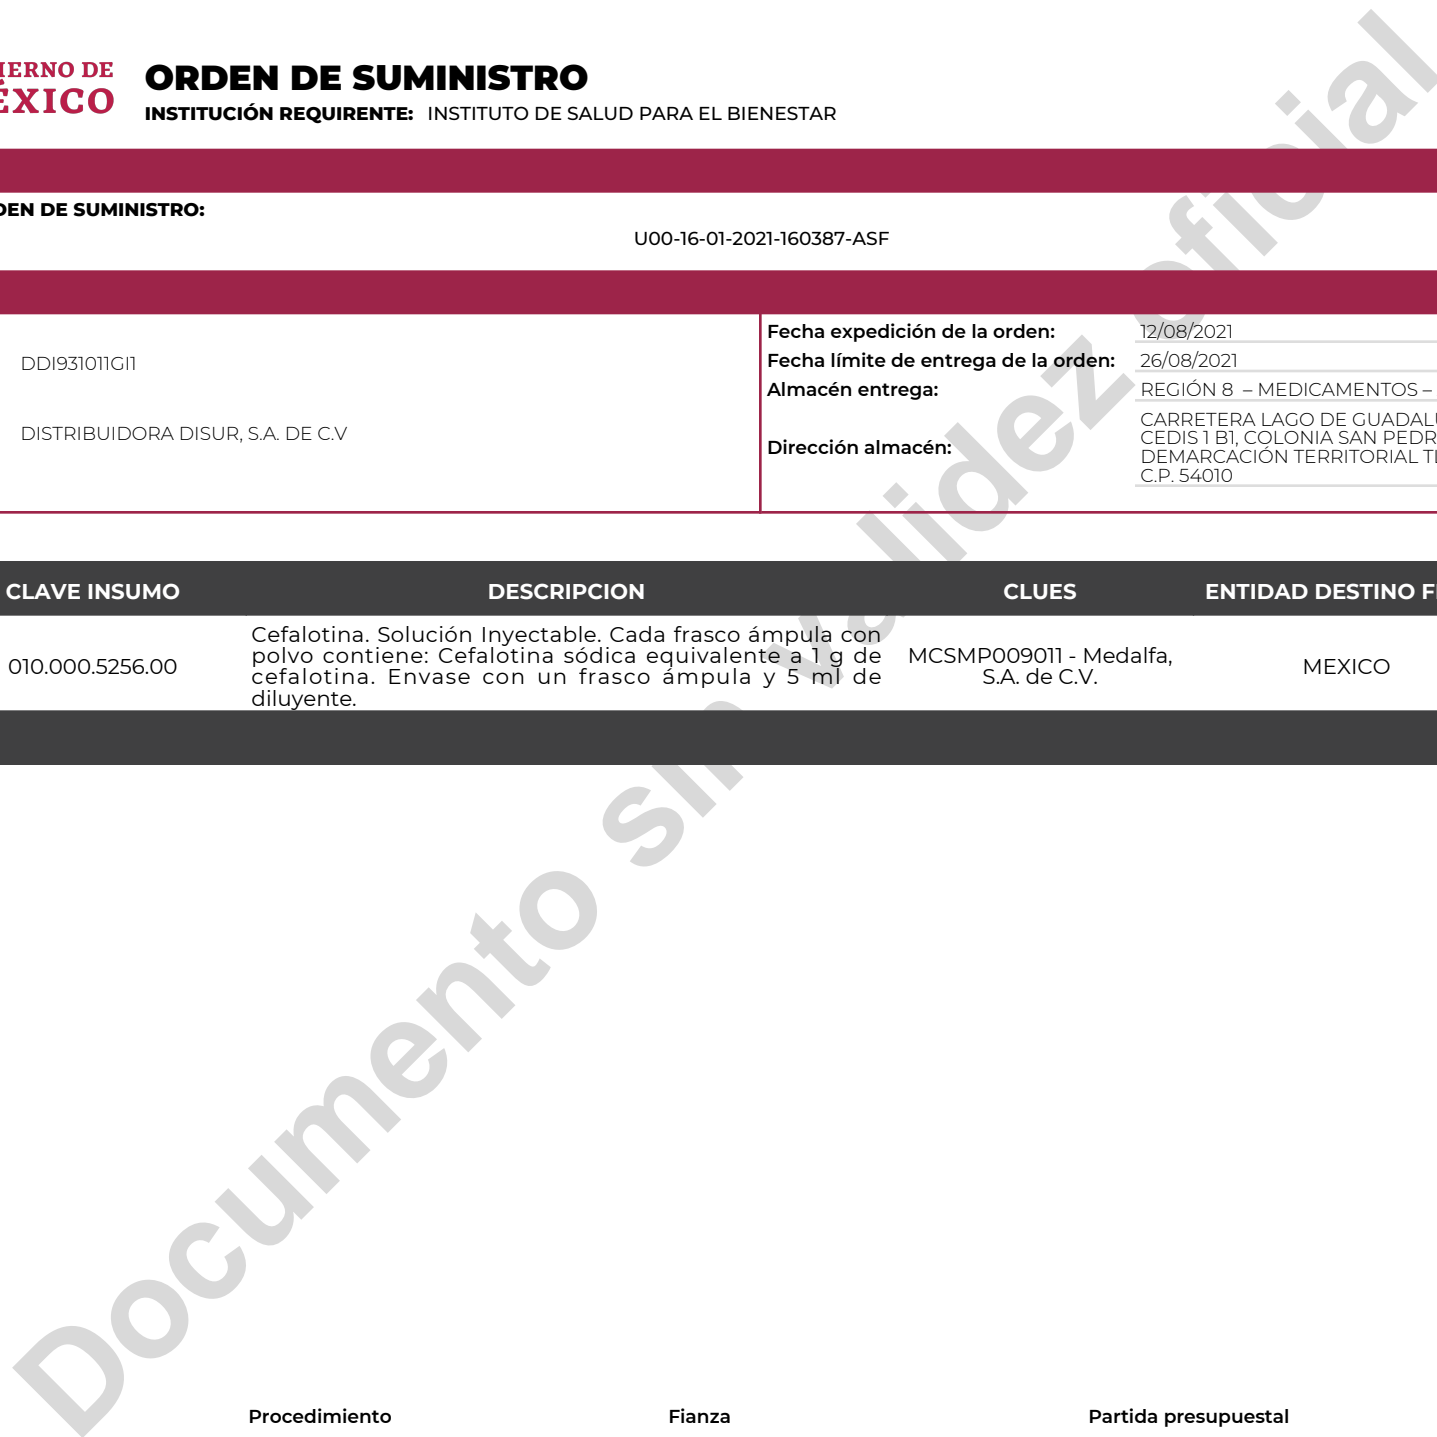 IERNO DE
ÉXICO
ORDEN DE SUMINISTRO
INSTITUCIÓN REQUIRENTE: INSTITUTO DE SALUD PARA EL BIENESTAR
DEN DE SUMINISTRO:
U00-16-01-2021-160387-ASF
DDI931011GI1
DISTRIBUIDORA DISUR, S.A. DE C.V
Fecha expedición de la orden: 12/08/2021
Fecha límite de entrega de la orden: 26/08/2021
Almacén entrega: REGIÓN 8 – MEDICAMENTOS –
Dirección almacén:
CARRETERA LAGO DE GUADALU
CEDIS 1 B1, COLONIA SAN PEDR
DEMARCACIÓN TERRITORIAL TL
C.P. 54010
CLAVE INSUMO DESCRIPCION CLUES ENTIDAD DESTINO FI
010.000.5256.00
Cefalotina. Solución Inyectable. Cada frasco ámpula con
polvo contiene: Cefalotina sódica equivalente a 1 g de
cefalotina. Envase con un frasco ámpula y 5 ml de
diluyente.
MCSMP009011 - Medalfa,
S.A. de C.V.
MEXICO
Documento sin validez oficial
Procedimiento Fianza Partida presupuestal